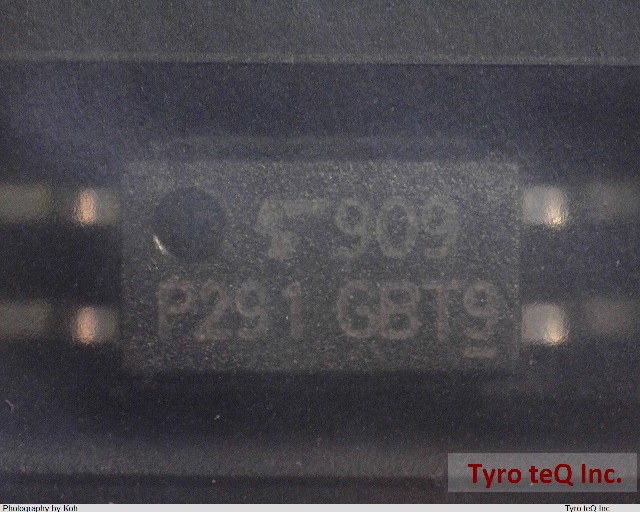 909
P291 GBT9
Tyro teQ Inc.
Photography by Koh
Tyro teQ Inc.